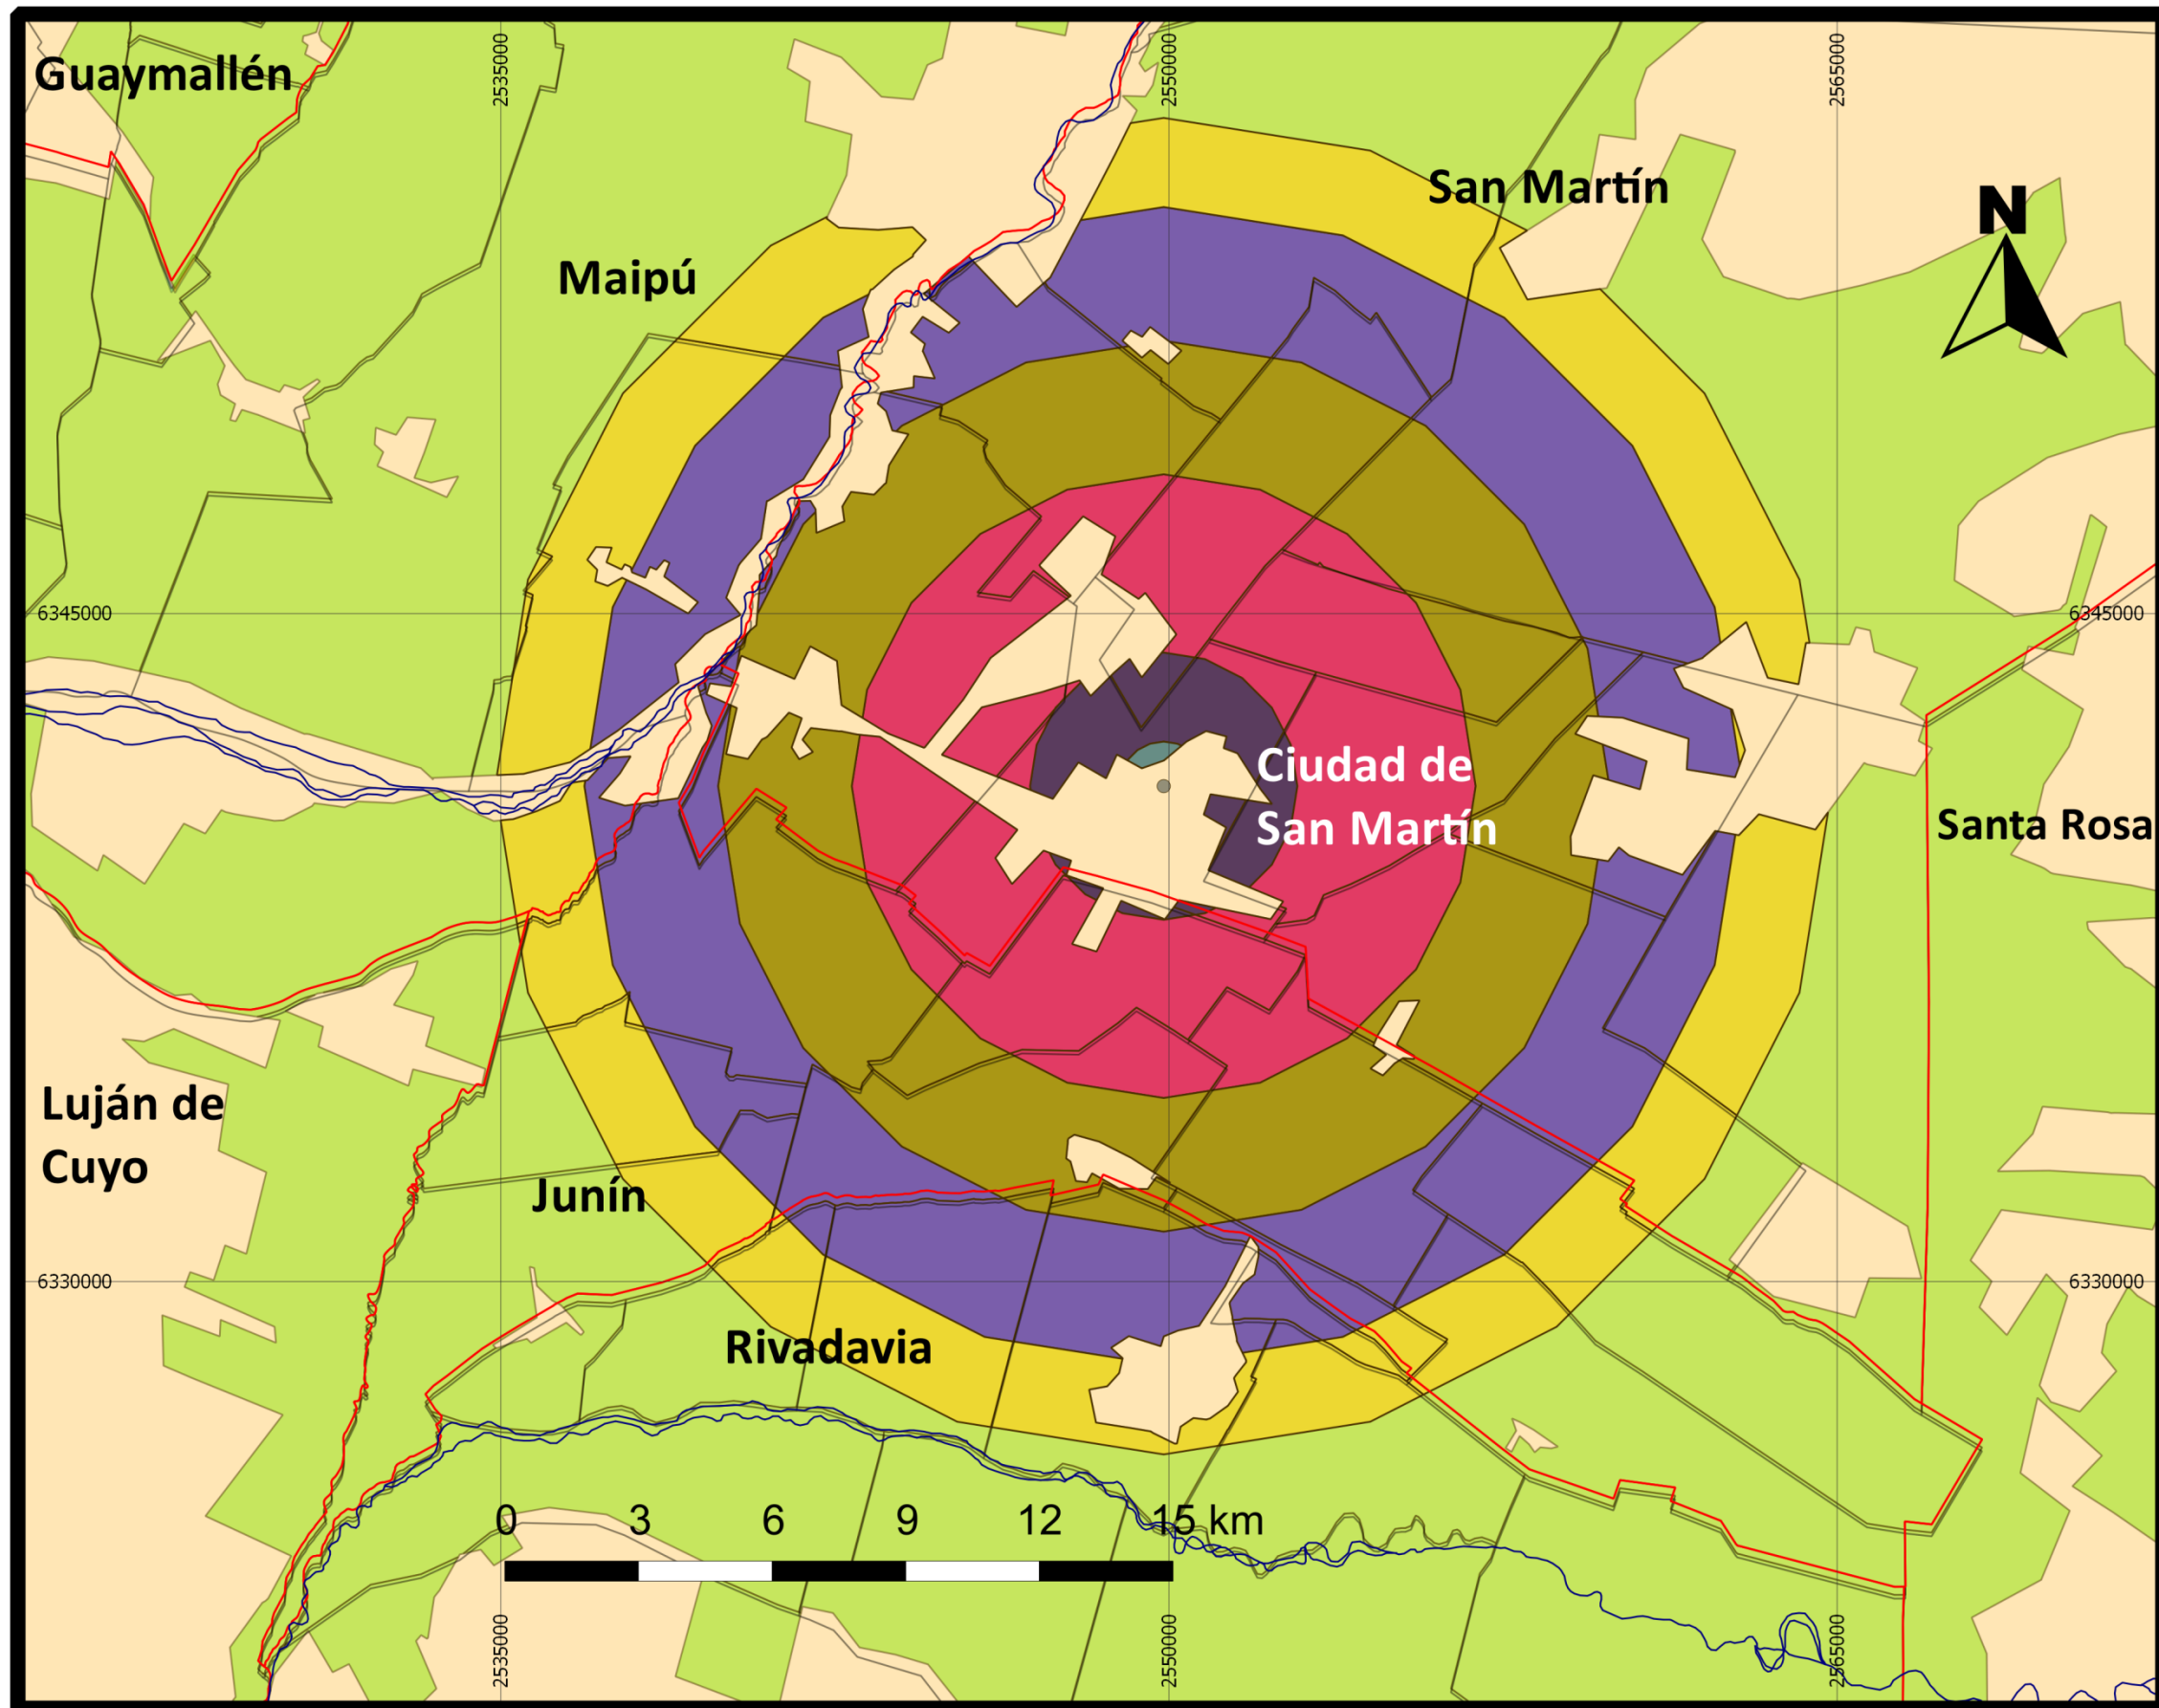 2535000
2550000
2565000
Guaymallén
San Martín
N
Maipú
6345000
6345000
Ciudad de
San Martín
Santa Rosa
Luján de
Cuyo
Junín
6330000
6330000
Rivadavia
0 3 6 9 12 15 km
2535000
2550000
2565000